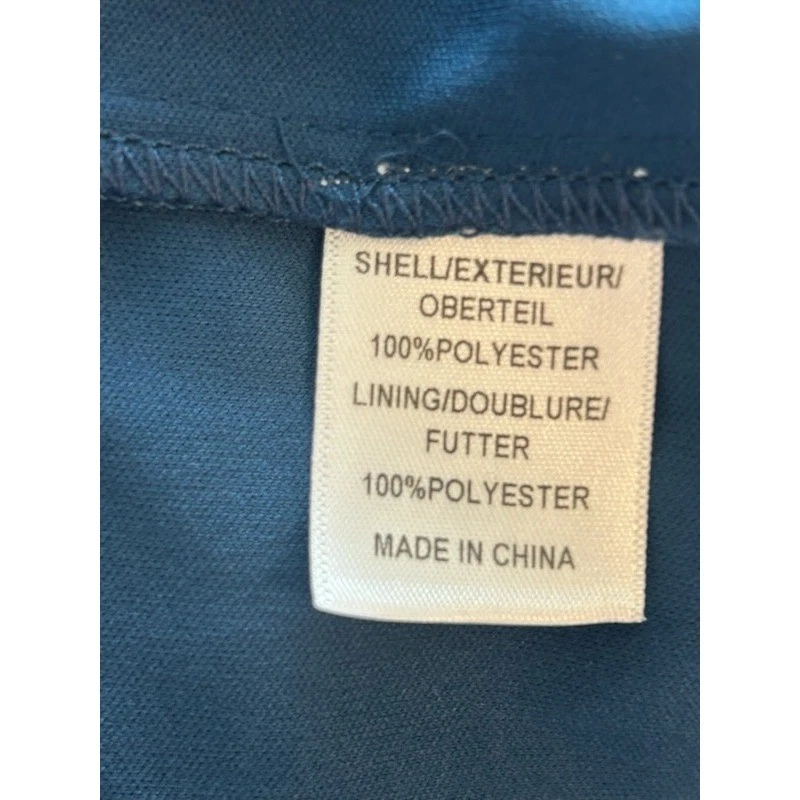 SHELL/EXTERIEUR/
OBERTEIL
100%POLYESTER
LINING/DOUBLURE/
FUTTER
100%POLYESTER
MADE IN CHINA